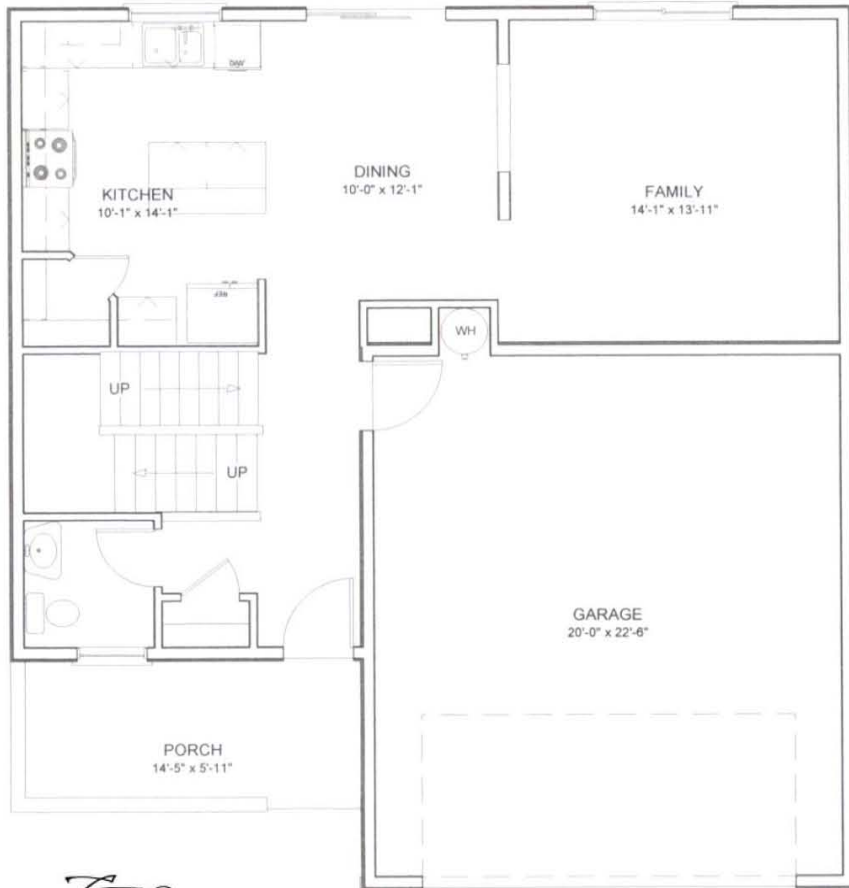 D/W
DINING
10'-0" x 12'-1"
KITCHEN
10'-1" x 14'-1"
FAMILY
14'-1" x 13'-11"
REF
WH
UP
UP
GARAGE
20'-0" x 22'-6"
PORCH
14'-5" x 5'-11"